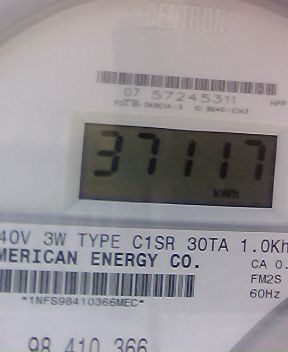 CENTRON
07 57245311
HPP
37117
kWh
40V 3W TYPE C1SR 30TA 1.0Kh
MERICAN ENERGY CO.
CA 0.
FM2S
60Hz
*1NFS98410366MEC*
98 410 366